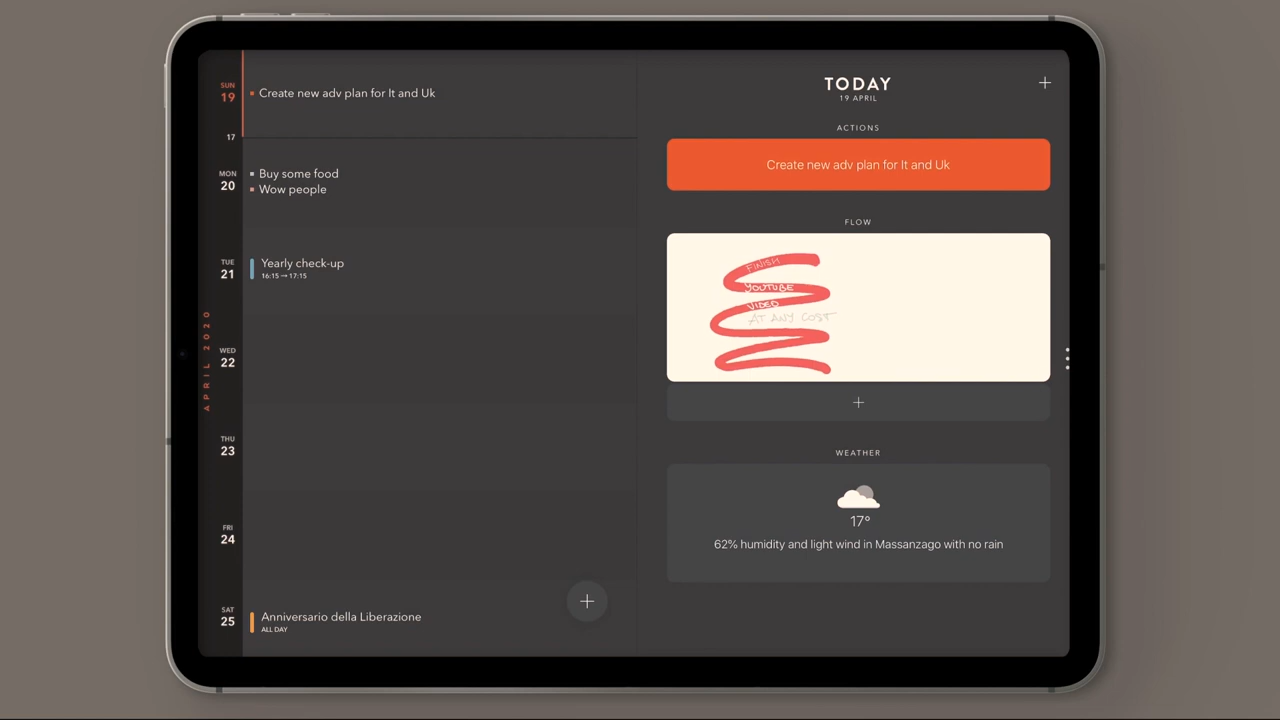 SUN
19
Create new adv plan for It and Uk
17
MON
20
Buy some food
Wow people
TUE
21
Yearly check-up
16:15 → 17:15
APRIL 2020
WED
22
THU
23
FRI
24
SAT
25
Anniversario della Liberazione
ALL DAY
TODAY
19 APRIL
ACTIONS
Create new adv plan for It and Uk
FLOW
FINISH
YOUTUBE
VIDEO
AT ANY COST
WEATHER
17°
62% humidity and light wind in Massanzago with no rain